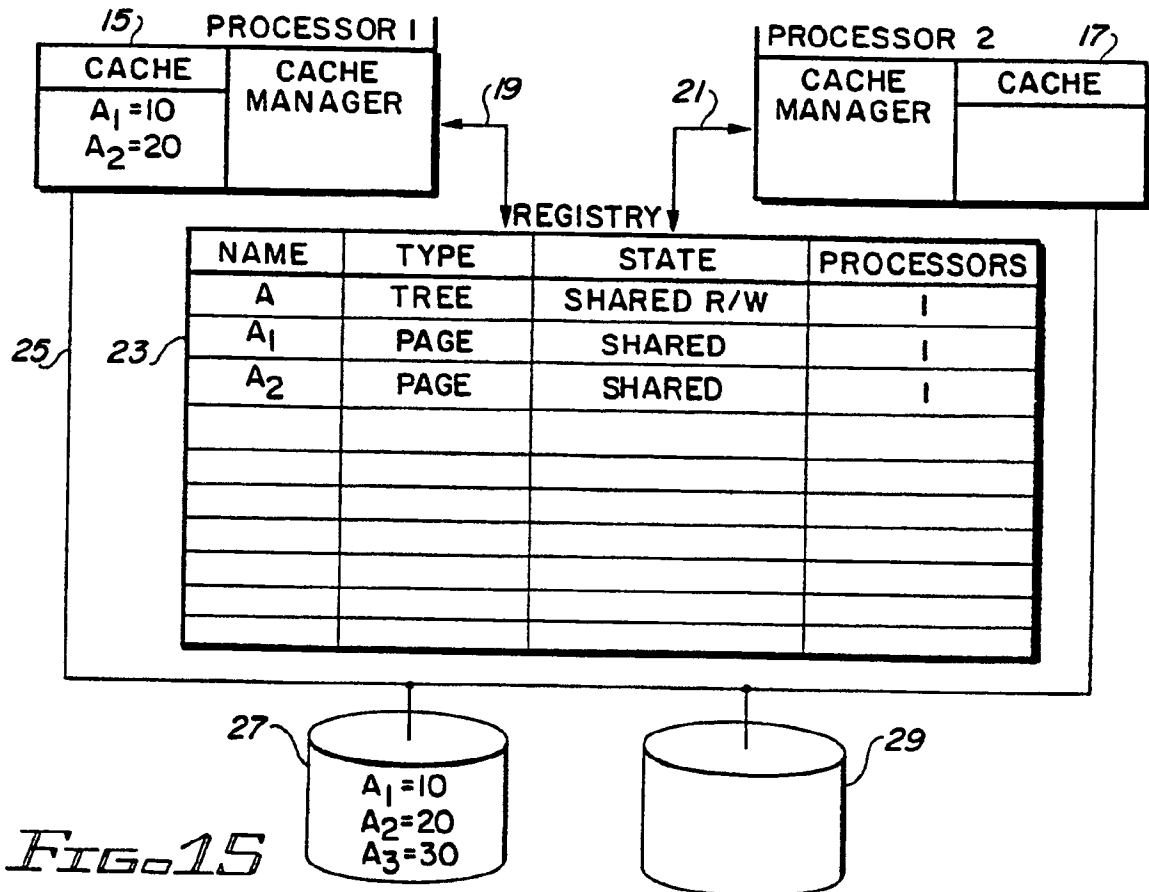 15
PROCESSOR 1
CACHE
CACHE MANAGER
A1=10
A2=20
19
PROCESSOR 2
17
CACHE MANAGER
CACHE
21
REGISTRY
NAME TYPE STATE PROCESSORS
A TREE SHARED R/W 1
A1 PAGE SHARED 1
A2 PAGE SHARED 1
25
23
27
A1=10
A2=20
A3=30
29
FIG. 15